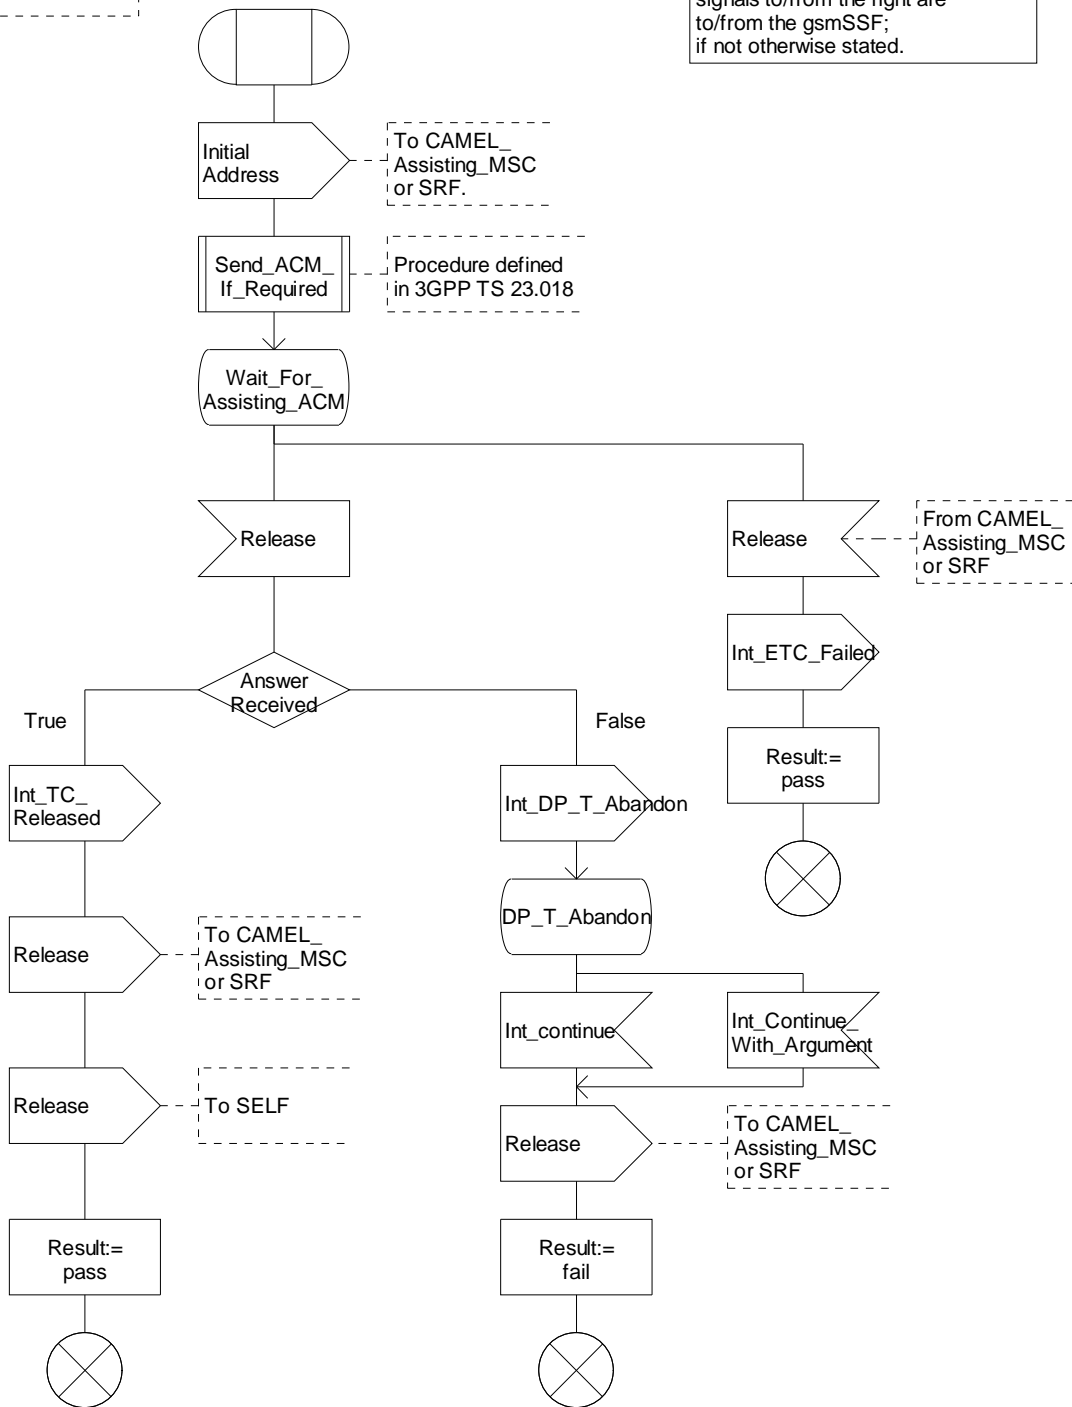 signals to/from the right are
to/from the gsmSSF;
if not otherwise stated.
Initial
Address
To CAMEL_
Assisting_MSC
or SRF.
Send_ACM_
If_Required
Procedure defined
in 3GPP TS 23.018
Wait_For_
Assisting_ACM
Release
Release
From CAMEL_
Assisting_MSC
or SRF
Int_ETC_Failed
Answer
Received
True
False
Result:=
pass
Int_TC_
Released
Int_DP_T_Abandon
DP_T_Abandon
Release
To CAMEL_
Assisting_MSC
or SRF
Int_continue
Int_Continue_
With_Argument
Release
To SELF
Release
To CAMEL_
Assisting_MSC
or SRF
Result:=
pass
Result:=
fail